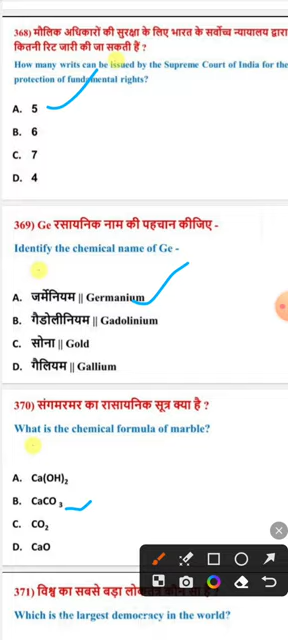 368) मौलिक अधिकारों की सुरक्षा के लिए भारत के सर्वोच्च न्यायालय द्वारा
कितनी रिट जारी की जा सकती हैं ?
How many writs can be issued by the Supreme Court of India for the
protection of fundamental rights?
A. 5
B. 6
C. 7
D. 4
369) Ge रसायनिक नाम की पहचान कीजिए -
Identify the chemical name of Ge -
A. जर्मेनियम || Germanium
B. गैडोलीनियम || Gadolinium
C. सोना || Gold
D. गैलियम || Gallium
370) संगमरमर का रासायनिक सूत्र क्या है ?
What is the chemical formula of marble?
A. Ca(OH)₂
B. CaCO₃
C. CO₂
D. CaO
371) विश्व का सबसे बड़ा
Which is the largest democracy in the world?